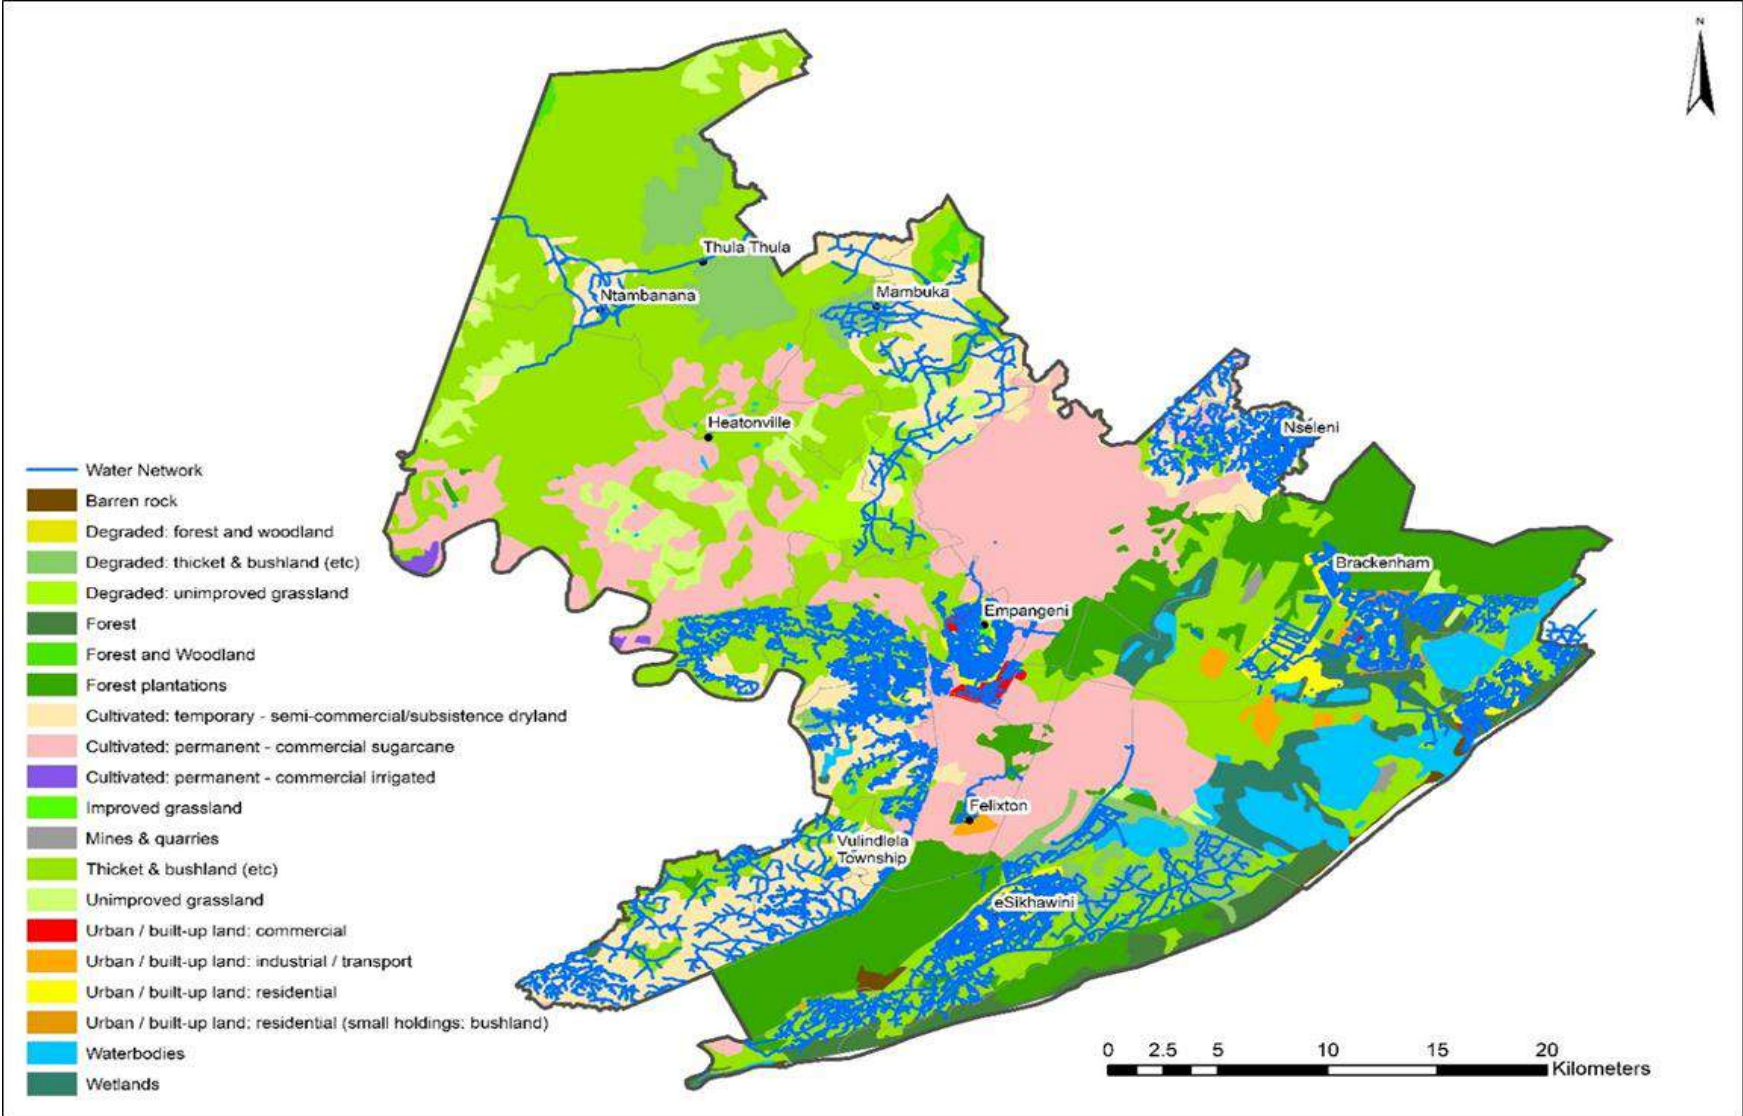 N
Thula Thula
Ntambanana
Mambuka
Heatonville
Nseleni
Brackenham
Empangeni
Felixton
Vulindlela
Township
eSikhawini
Water Network
Barren rock
Degraded: forest and woodland
Degraded: thicket & bushland (etc)
Degraded: unimproved grassland
Forest
Forest and Woodland
Forest plantations
Cultivated: temporary - semi-commercial/subsistence dryland
Cultivated: permanent - commercial sugarcane
Cultivated: permanent - commercial irrigated
Improved grassland
Mines & quarries
Thicket & bushland (etc)
Unimproved grassland
Urban / built-up land: commercial
Urban / built-up land: industrial / transport
Urban / built-up land: residential
Urban / built-up land: residential (small holdings: bushland)
Waterbodies
Wetlands
0 2.5 5 10 15 20
Kilometers